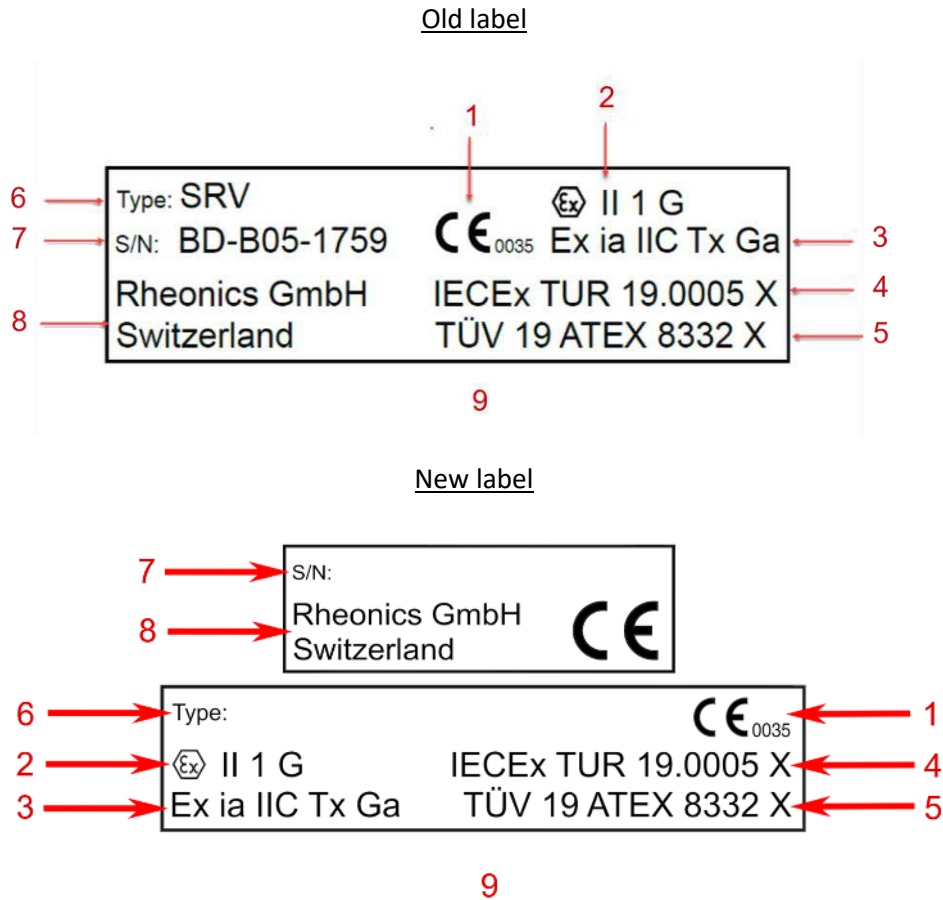 Old label
1
2
6
Type: SRV
Ex II 1 G
7
S/N: BD-B05-1759
CE 0035
Ex ia IIC Tx Ga
3
8
Rheonics GmbH
IECEx TUR 19.0005 X
4
Switzerland
TÜV 19 ATEX 8332 X
5
9
New label
7
S/N:
8
Rheonics GmbH
Switzerland
CE
6
Type:
CE 0035
1
2
Ex II 1 G
IECEx TUR 19.0005 X
4
3
Ex ia IIC Tx Ga
TÜV 19 ATEX 8332 X
5
9